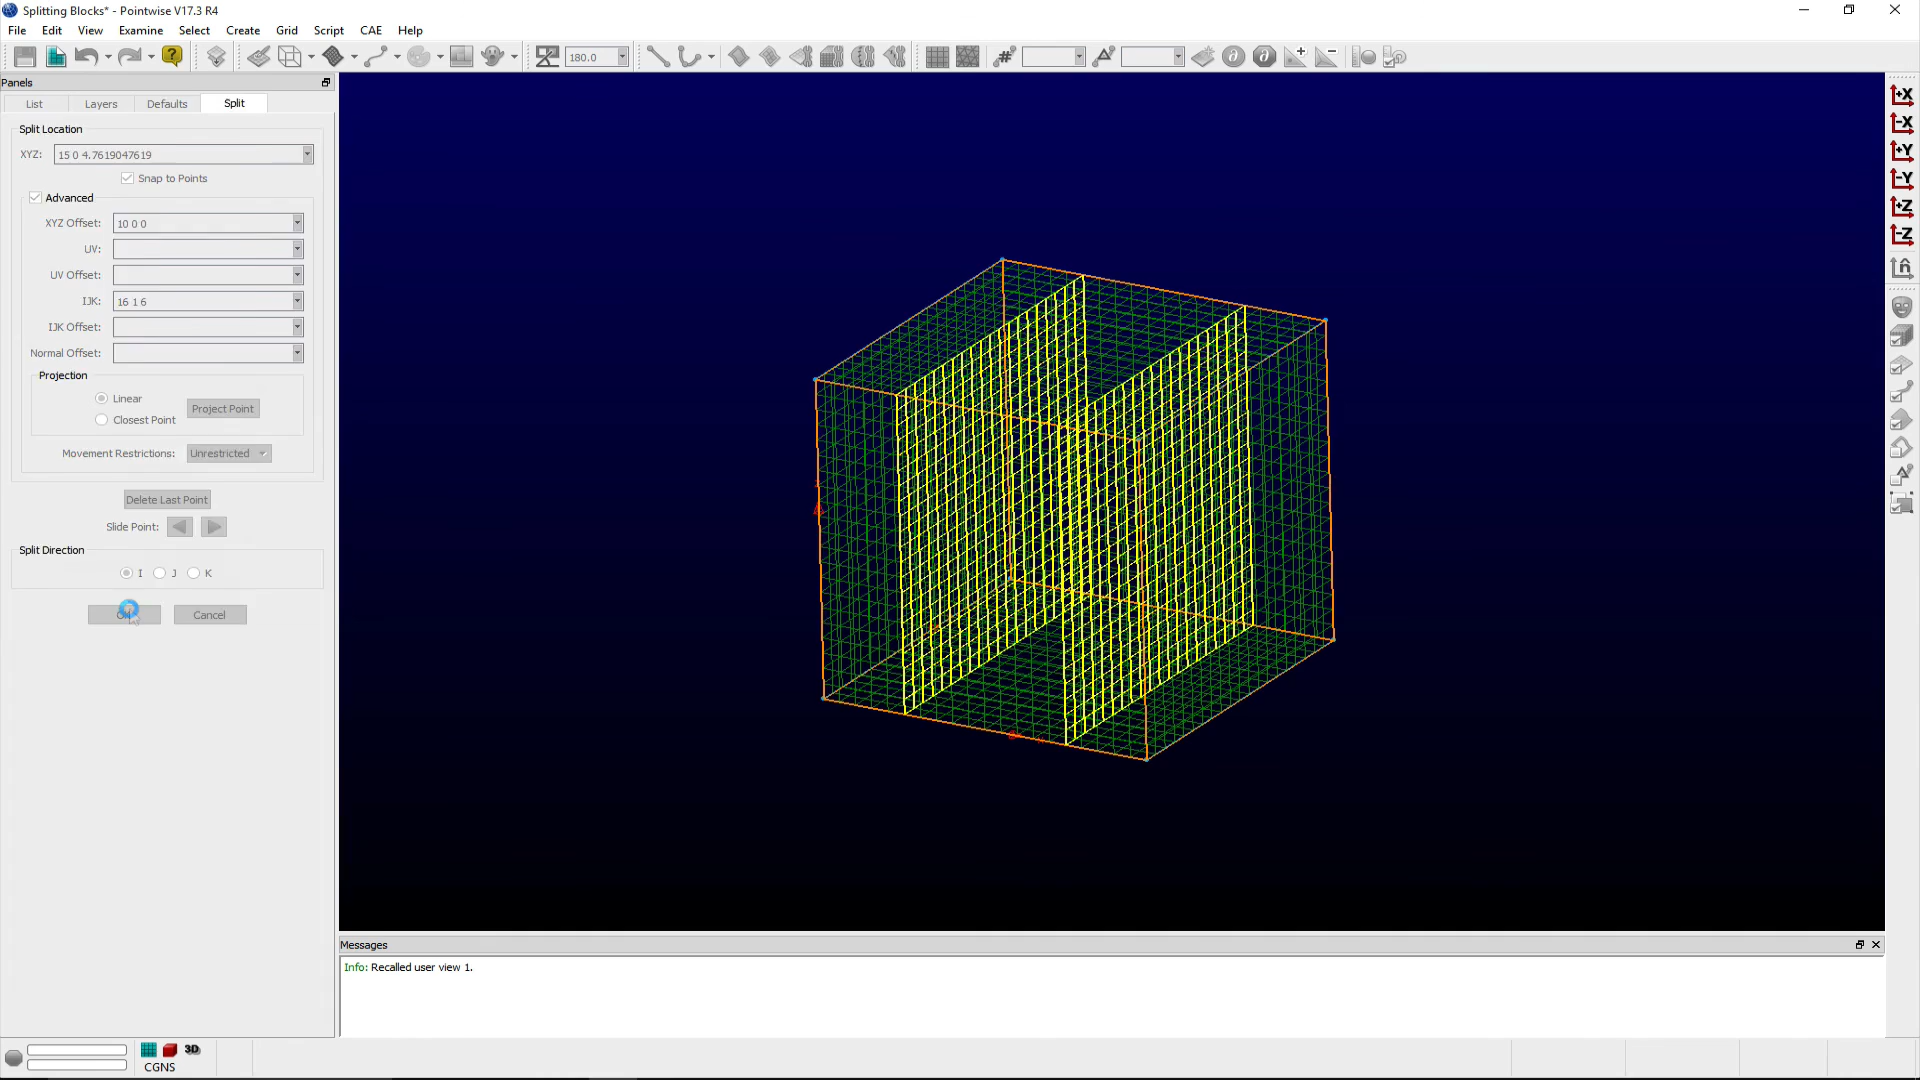 Splitting Blocks* - Pointwise V17.3 R4
File Edit View Examine Select Create Grid Script CAE Help
180.0
Panels
List Layers Defaults Split
Split Location
XYZ: 15 0 4.7619047619
Snap to Points
Advanced
XYZ Offset: 10 0 0
UV:
UV Offset:
IJK: 16 1 6
IJK Offset:
Normal Offset:
Projection
Linear
Closest Point
Project Point
Movement Restrictions: Unrestricted
Delete Last Point
Slide Point:
Split Direction
I J K
Cancel
+X
-X
+Y
-Y
+Z
-Z
n̂
Messages
Info: Recalled user view 1.
3D
CGNS